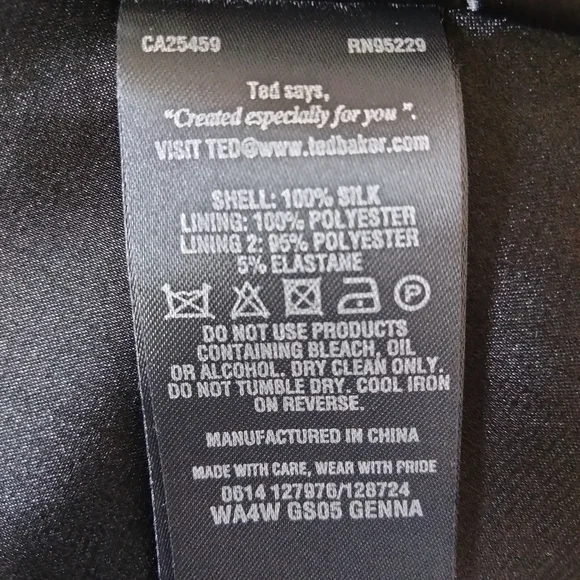 CA25459 RN95229
Ted says,
"Created especially for you".
VISIT TED@www.tedbaker.com
SHELL: 100% SILK
LINING: 100% POLYESTER
LINING 2: 95% POLYESTER
5% ELASTANE
P
DO NOT USE PRODUCTS
CONTAINING BLEACH, OIL
OR ALCOHOL. DRY CLEAN ONLY.
DO NOT TUMBLE DRY. COOL IRON
ON REVERSE.
MANUFACTURED IN CHINA
MADE WITH CARE, WEAR WITH PRIDE
0614 127976/128724
WA4W GS05 GENNA